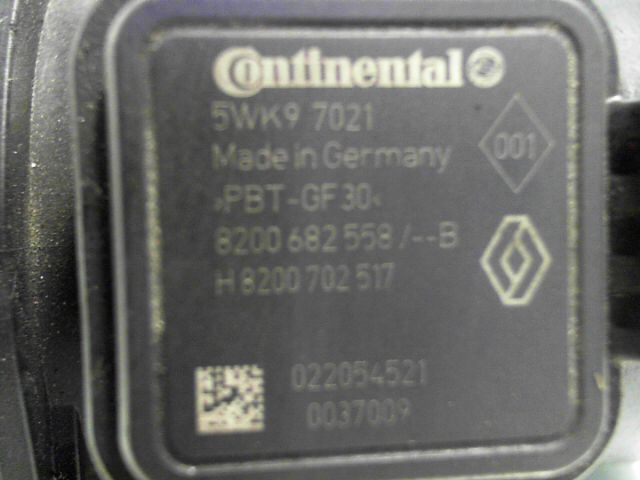 Continental
5WK9 7021
Made in Germany
001
>PBT-GF30<
8200 682 558 /--B
H 8200 702 517
022054521
0037009